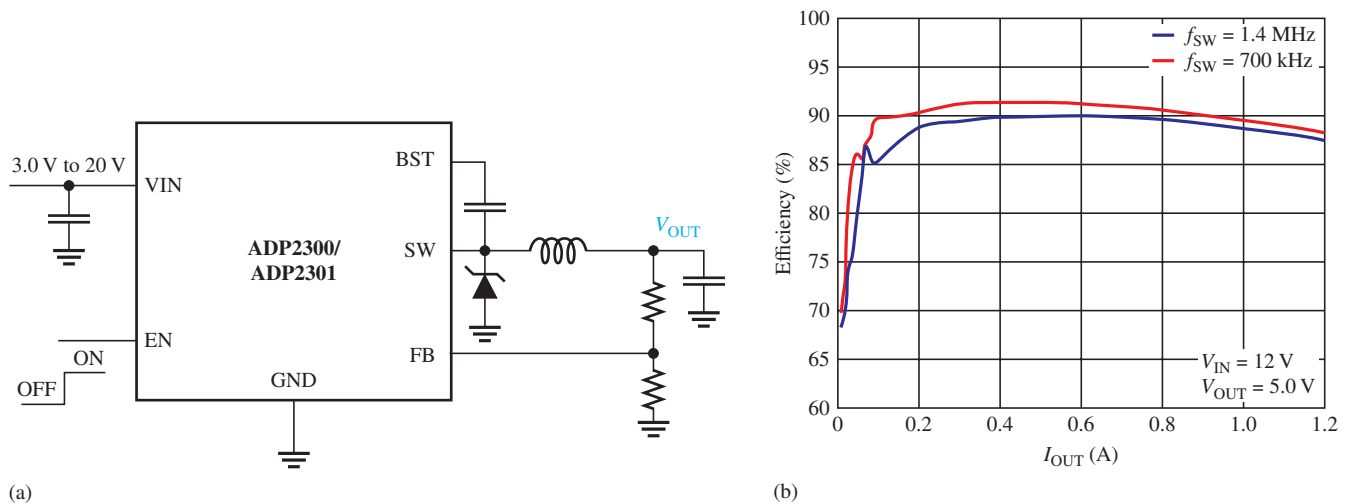 3.0 V to 20 V
VIN
BST
ADP2300/
ADP2301
SW
V_OUT
EN
ON
OFF
FB
GND
(a)
f_SW = 1.4 MHz
f_SW = 700 kHz
Efficiency (%)
100
95
90
85
80
75
70
65
60
V_IN = 12 V
V_OUT = 5.0 V
0 0.2 0.4 0.6 0.8 1.0 1.2
I_OUT (A)
(b)